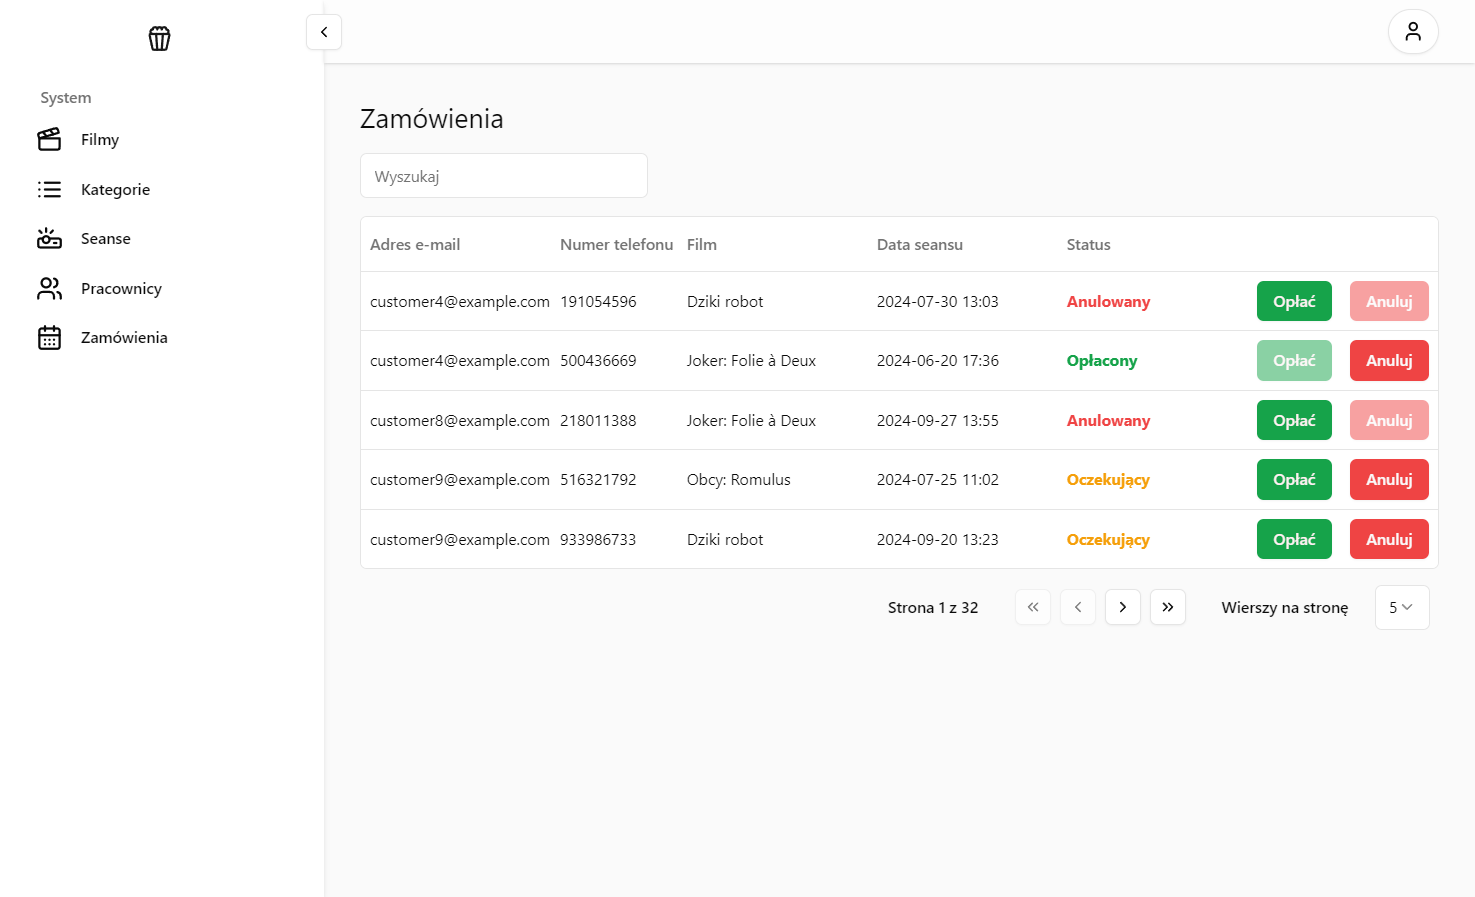 System
Filmy
Kategorie
Seanse
Pracownicy
Zamówienia
Zamówienia
Wyszukaj
Adres e-mail Numer telefonu Film Data seansu Status
customer4@example.com 191054596 Dziki robot 2024-07-30 13:03 Anulowany Opłać Anuluj
customer4@example.com 500436669 Joker: Folie à Deux 2024-06-20 17:36 Opłacony Opłać Anuluj
customer8@example.com 218011388 Joker: Folie à Deux 2024-09-27 13:55 Anulowany Opłać Anuluj
customer9@example.com 516321792 Obcy: Romulus 2024-07-25 11:02 Oczekujący Opłać Anuluj
customer9@example.com 933986733 Dziki robot 2024-09-20 13:23 Oczekujący Opłać Anuluj
Strona 1 z 32 Wierszy na stronę 5